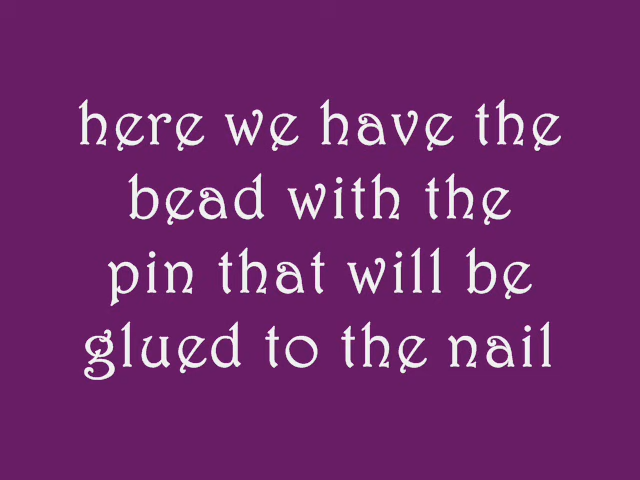 here we have the
bead with the
pin that will be
glued to the nail